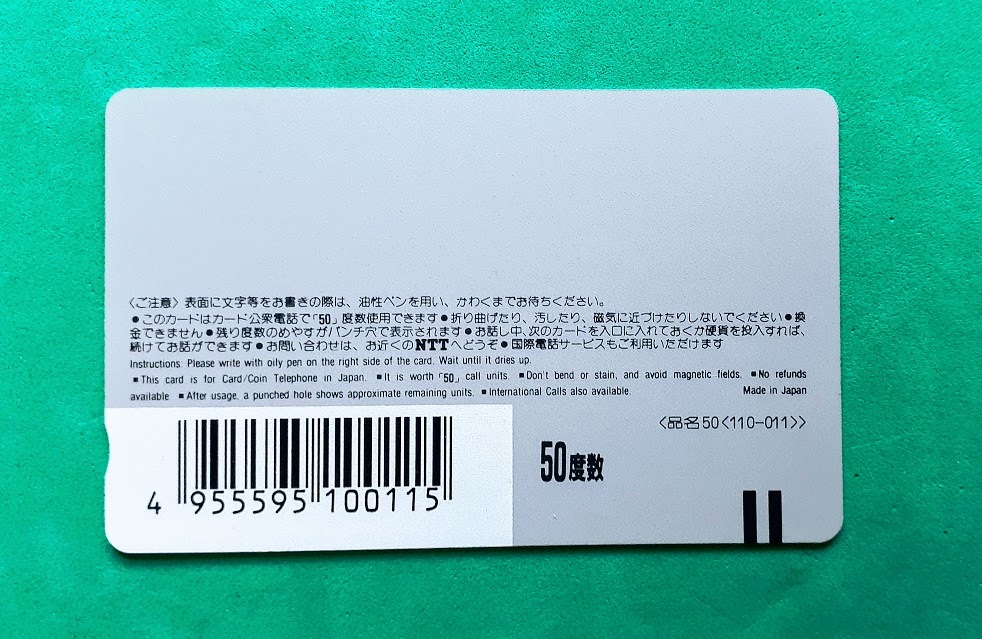 〈ご注意〉表面に文字等をお書きの際は、油性ペンを用い、かわくまでお待ちください。
●このカードはカード公衆電話で「50」度数使用できます●折り曲げたり、汚したり、磁気に近づけたりしないでください●換
金できません●残り度数のめやすがパンチ穴で表示されます●お話し中、次のカードを入口に入れておくか硬貨を投入すれば、
続けてお話ができます●お問い合わせは、お近くのNTTへどうぞ●国際電話サービスもご利用いただけます
Instructions: Please write with oily pen on the right side of the card. Wait until it dries up.
■This card is for Card/Coin Telephone in Japan. ■It is worth「50」call units. ■Don't bend or stain, and avoid magnetic fields. ■No refunds
available ■After usage, a punched hole shows approximate remaining units. ■International Calls also available. Made in Japan
〈品名50〈110-011〉〉
50度数
4 955595 100115